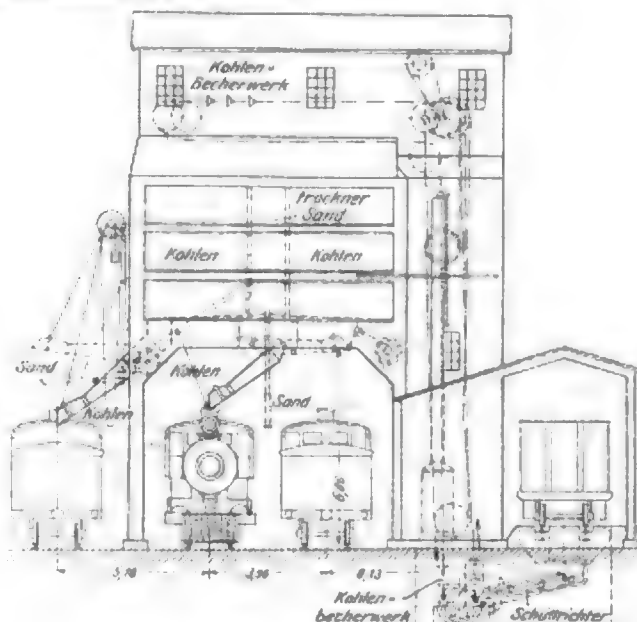 Kohlen-
Becherwerk
trockner
Sand
Kohlen Kohlen
Sand
Kohlen
Kohlen
Sand
Kohlen-
becherwerk
Schütttrichter